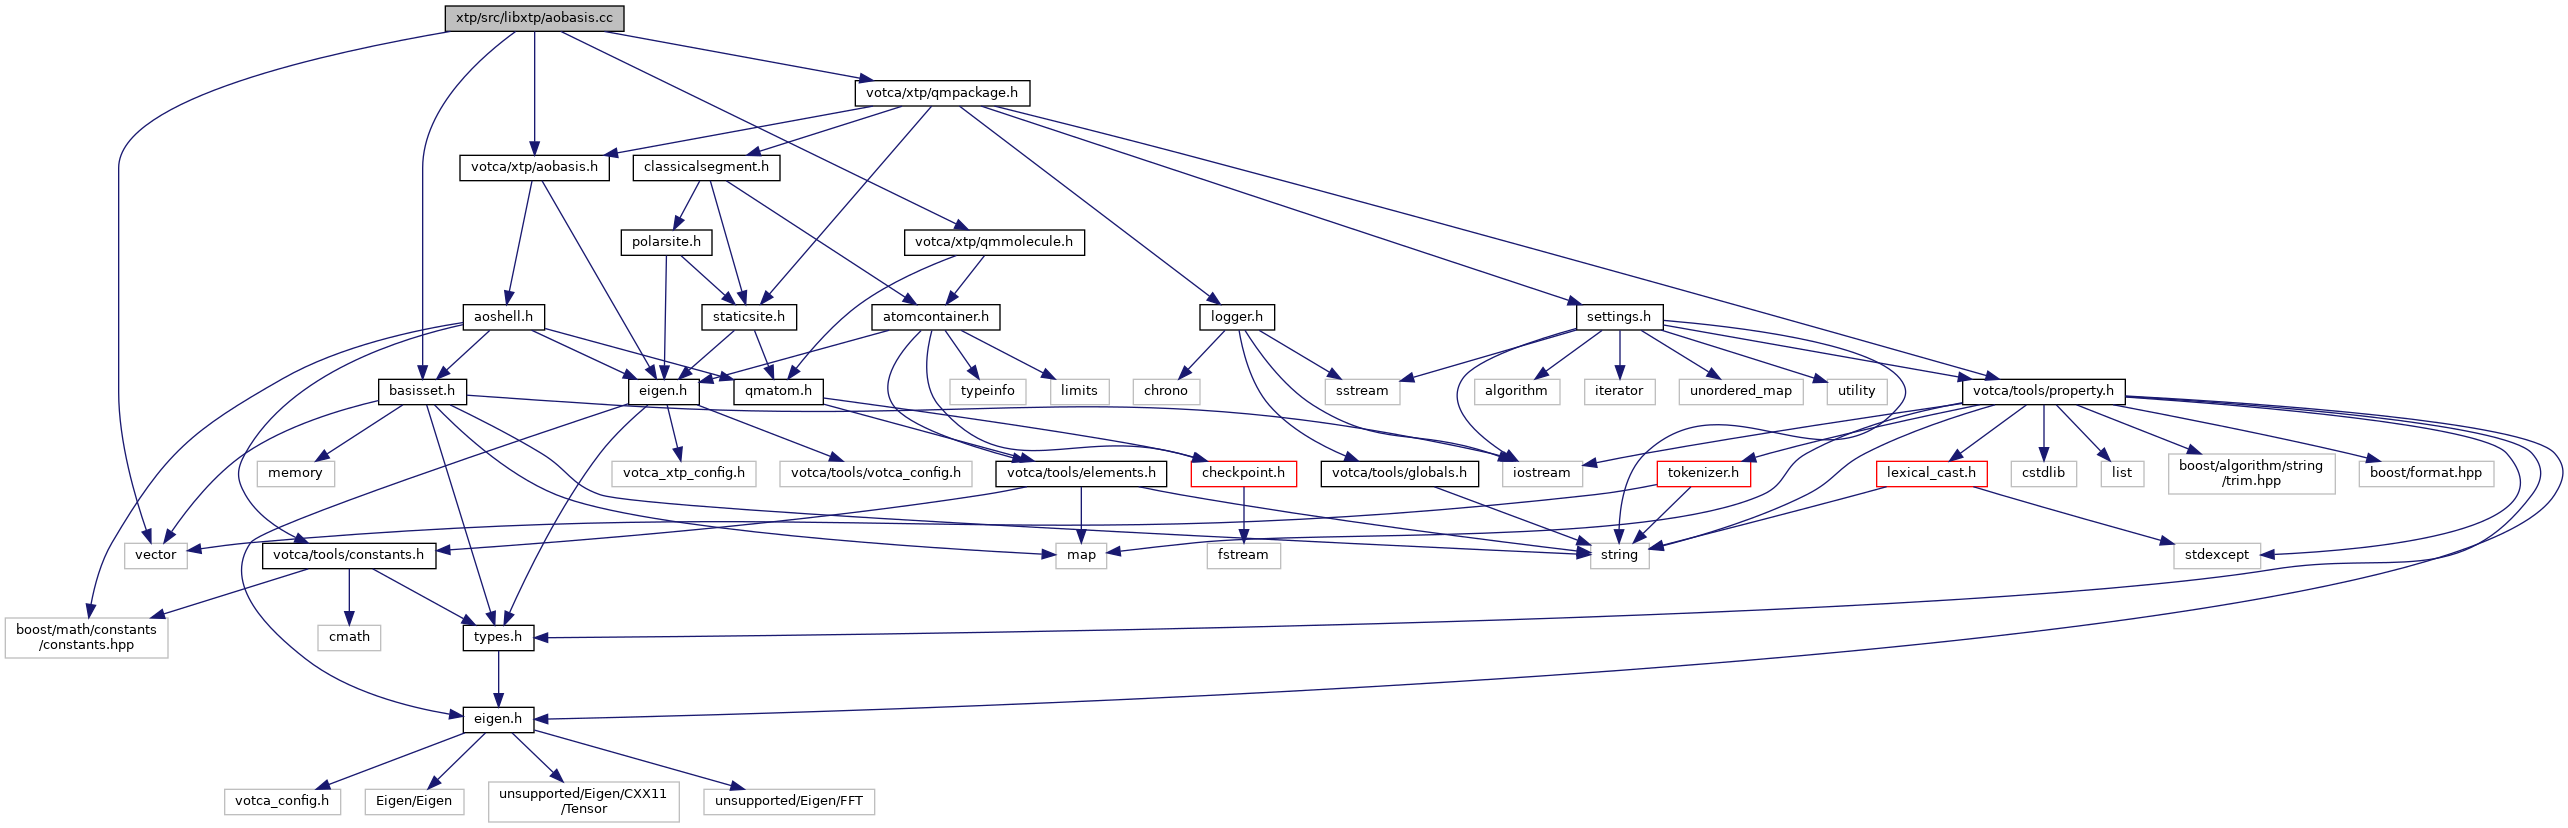 xtp/src/libxtp/aobasis.cc
votca/xtp/qmpackage.h
votca/xtp/aobasis.h
classicalsegment.h
polarsite.h
votca/xtp/qmmolecule.h
aoshell.h
staticsite.h
atomcontainer.h
logger.h
settings.h
basisset.h
eigen.h
qmatom.h
typeinfo
limits
chrono
sstream
algorithm
iterator
unordered_map
utility
votca/tools/property.h
memory
votca_xtp_config.h
votca/tools/votca_config.h
votca/tools/elements.h
checkpoint.h
votca/tools/globals.h
iostream
tokenizer.h
lexical_cast.h
cstdlib
list
boost/algorithm/string
/trim.hpp
boost/format.hpp
vector
votca/tools/constants.h
map
fstream
string
stdexcept
boost/math/constants
/constants.hpp
cmath
types.h
eigen.h
votca_config.h
Eigen/Eigen
unsupported/Eigen/CXX11
/Tensor
unsupported/Eigen/FFT